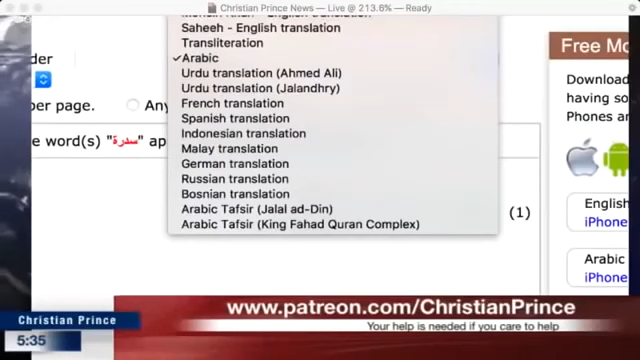 Christian Prince News — Live @ 213.6% — Ready
Mohsin Khan - English translation
Saheeh - English translation
Transliteration
✓Arabic
Urdu translation (Ahmed Ali)
Urdu translation (Jalandhry)
French translation
Spanish translation
Indonesian translation
Malay translation
German translation
Russian translation
Bosnian translation
Arabic Tafsir (Jalal ad-Din)
Arabic Tafsir (King Fahad Quran Complex)
der
per page.
Any
e word(s) "سدرة" ap
(1)
Free Mo
Download
having so
Phones a
English
iPhone
Arabic
iPhone
www.patreon.com/ChristianPrince
Your help is needed if you care to help
Christian Prince
5:35